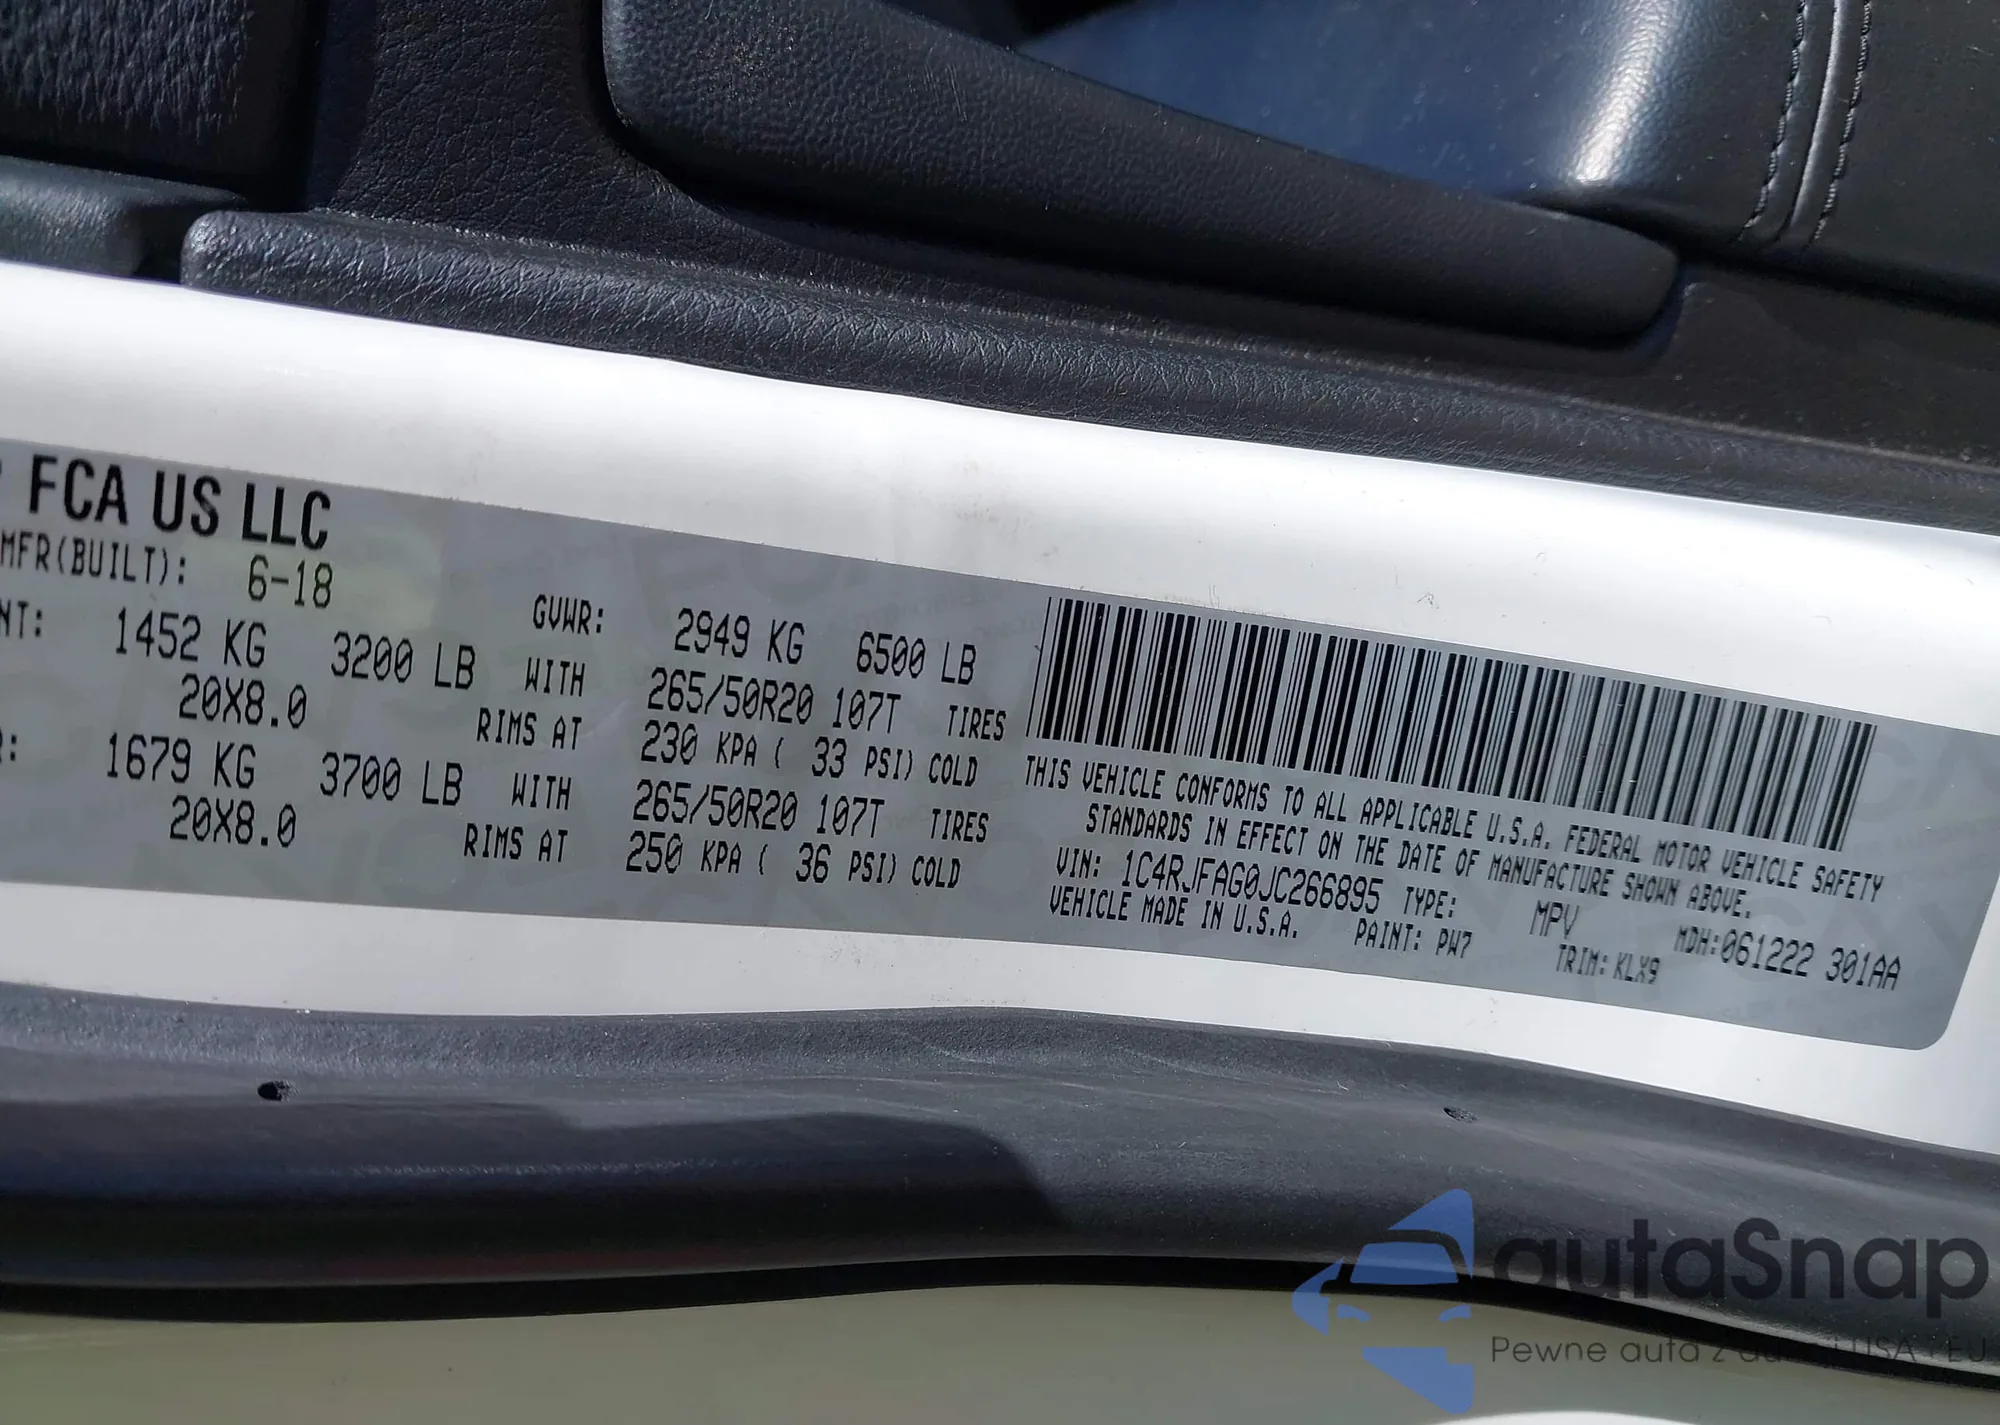 FCA US LLC
MFR(BUILT): 6-18
NT: 1452 KG 3200 LB
GVWR: 2949 KG 6500 LB
WITH 265/50R20 107T TIRES
20X8.0 RIMS AT 230 KPA ( 33 PSI) COLD
R: 1679 KG 3700 LB WITH 265/50R20 107T TIRES
20X8.0 RIMS AT 250 KPA ( 36 PSI) COLD
THIS VEHICLE CONFORMS TO ALL APPLICABLE U.S.A. FEDERAL MOTOR VEHICLE SAFETY
STANDARDS IN EFFECT ON THE DATE OF MANUFACTURE SHOWN ABOVE.
VIN: 1C4RJFAG0JC266895 TYPE: MPV MDH:061222 301AA
VEHICLE MADE IN U.S.A. PAINT: PW7 TRIM: KLX9
autaSnap
Pewne auta z USA i EU